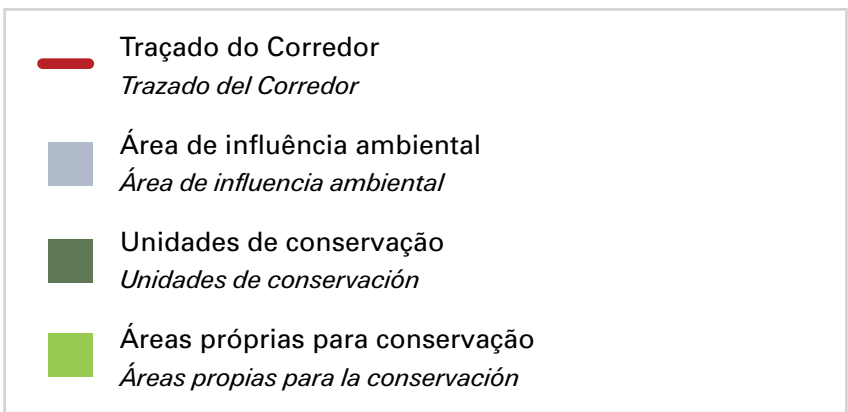 Traçado do Corredor
Trazado del Corredor
Área de influência ambiental
Área de influencia ambiental
Unidades de conservação
Unidades de conservación
Áreas próprias para conservação
Áreas propias para la conservación